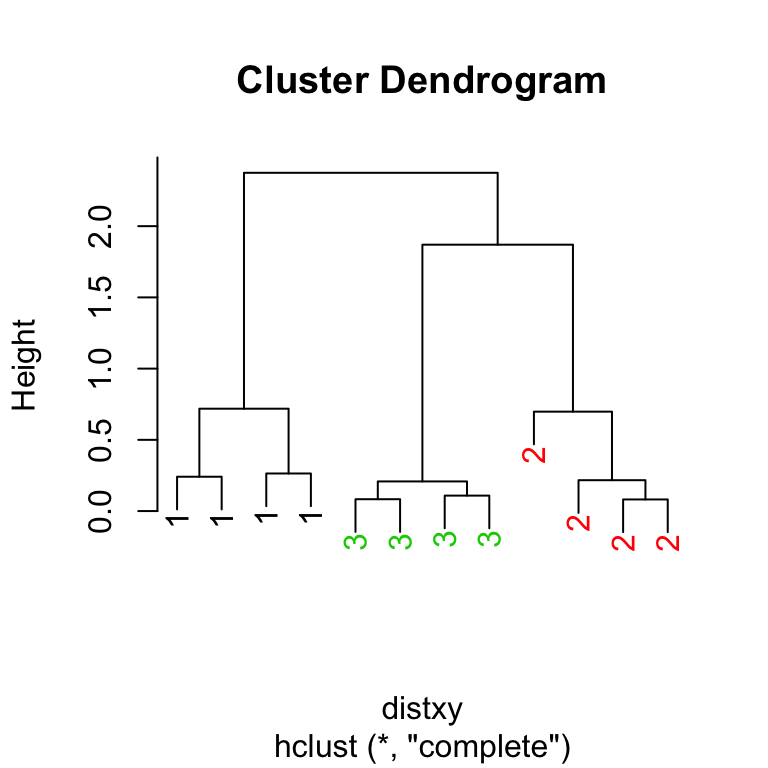 Cluster Dendrogram
Height
2.0
1.5
1.0
0.5
0.0
1 1 1 1 3 3 3 3 2 2 2 2
distxy
hclust (*, "complete")